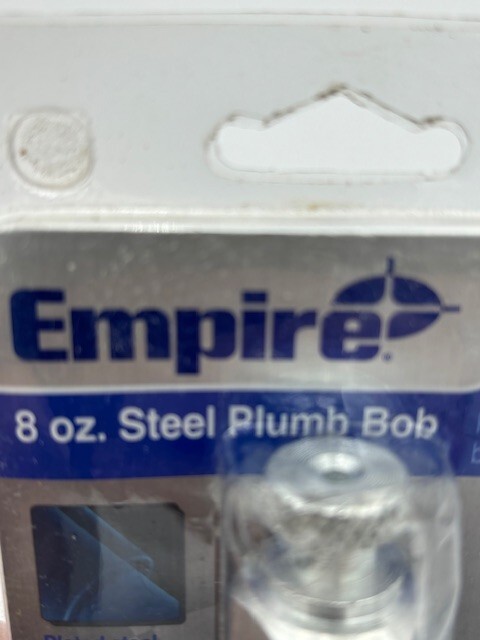 Empire
8 oz. Steel Plumb Bob